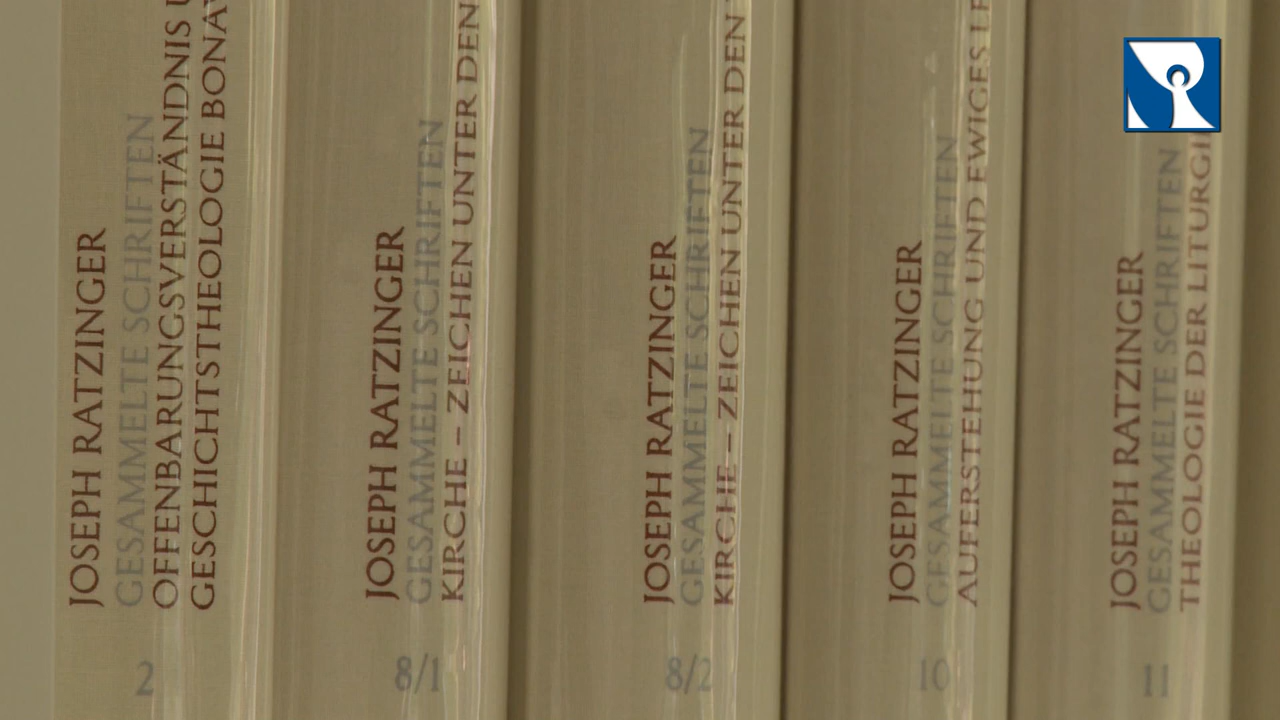 JOSEPH RATZINGER
GESAMMELTE SCHRIFTEN
OFFENBARUNGSVERSTÄNDNIS
GESCHICHTSTHEOLOGIE
2
JOSEPH RATZINGER
GESAMMELTE SCHRIFTEN
KIRCHE – ZEICHEN UNTER DEN
8/1
JOSEPH RATZINGER
GESAMMELTE SCHRIFTEN
KIRCHE – ZEICHEN UNTER DEN
8/2
JOSEPH RATZINGER
GESAMMELTE SCHRIFTEN
AUFERSTEHUNG UND EWIGES
10
JOSEPH RATZINGER
GESAMMELTE SCHRIFTEN
THEOLOGIE DER
11